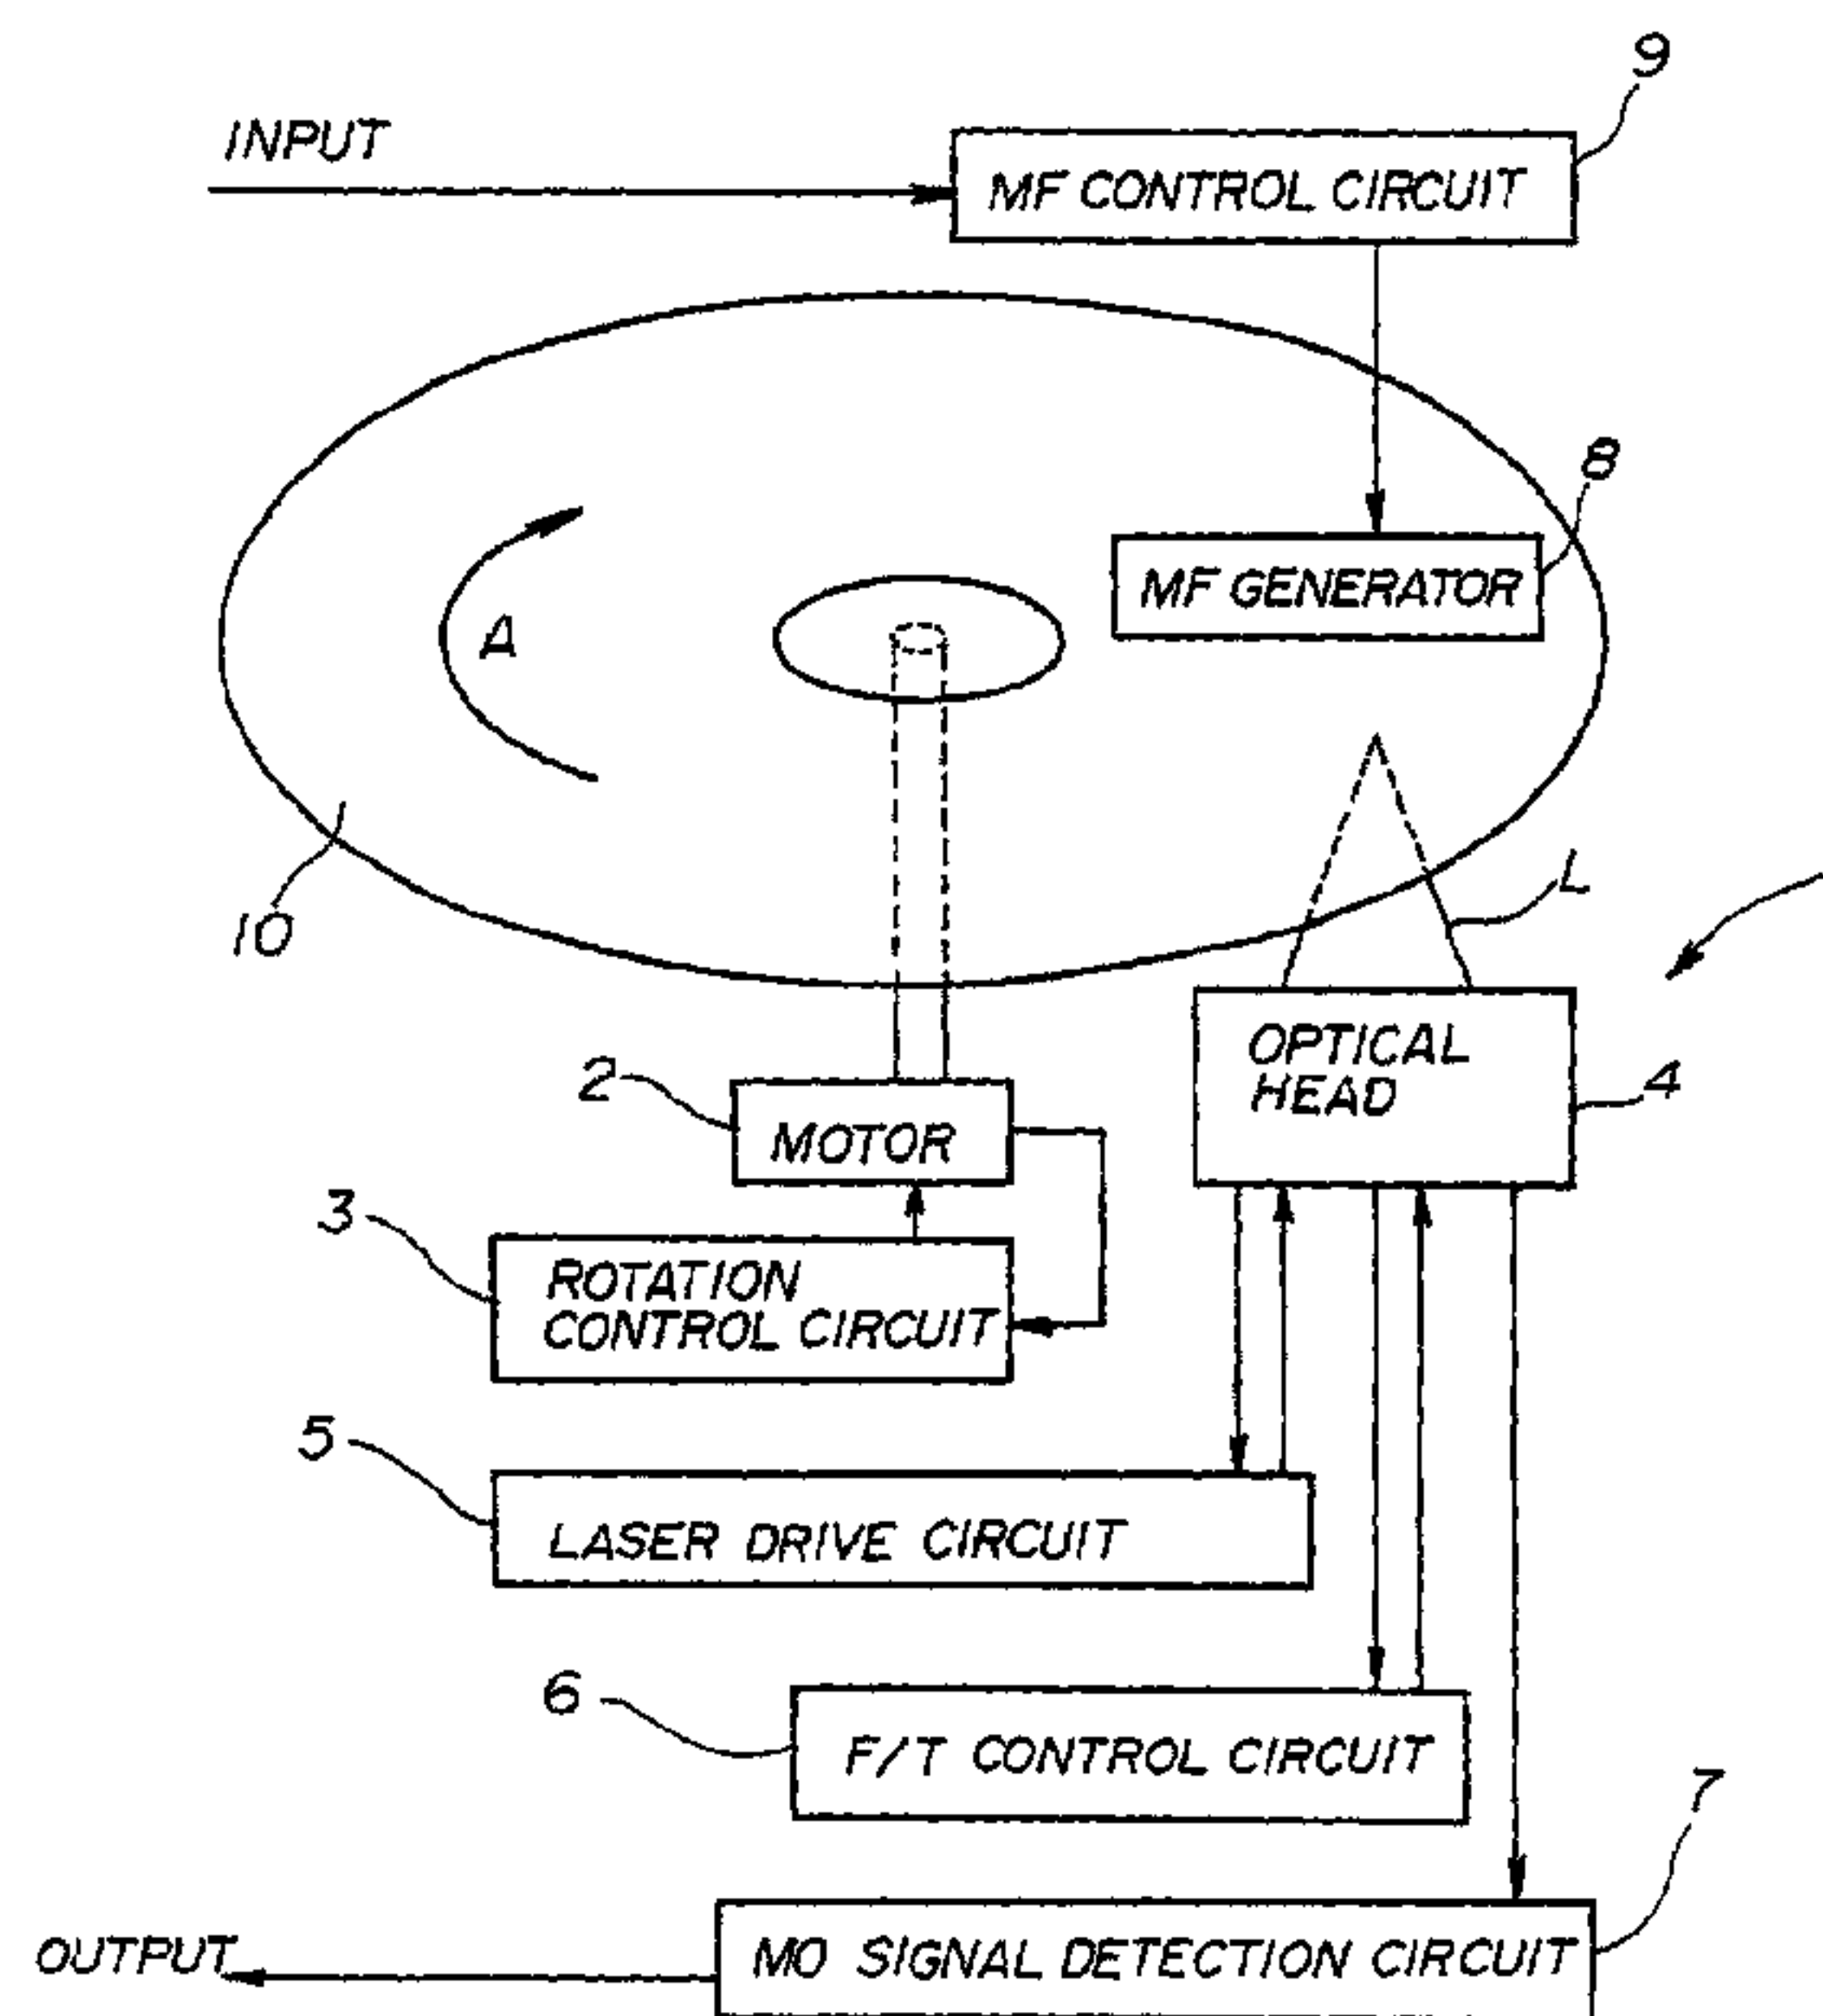 9
INPUT
MF CONTROL CIRCUIT
8
MF GENERATOR
A
L
10
OPTICAL
HEAD
2
4
MOTOR
3
ROTATION
CONTROL CIRCUIT
5
LASER DRIVE CIRCUIT
6
F/T CONTROL CIRCUIT
7
OUTPUT
MO SIGNAL DETECTION CIRCUIT